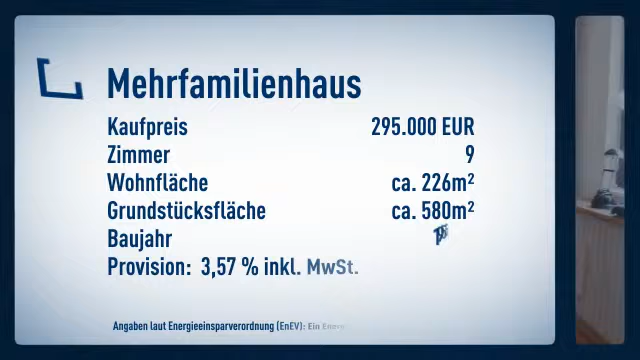 Mehrfamilienhaus
Kaufpreis 295.000 EUR
Zimmer 9
Wohnfläche ca. 226m²
Grundstücksfläche ca. 580m²
Baujahr
Provision: 3,57 % inkl. MwSt.
Angaben laut Energieeinsparverordnung (EnEV): Ein